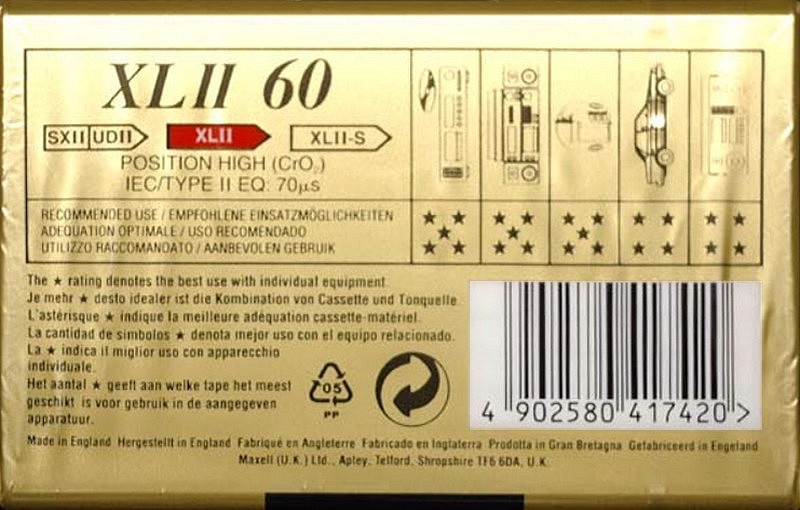 XLII 60
SXII UDII XLII XLII-S
POSITION HIGH (CrO₂)
IEC/TYPE II EQ: 70μs
RECOMMENDED USE / EMPFOHLENE EINSATZMÖGLICHKEITEN
ADEQUATION OPTIMALE / USO RECOMENDADO
UTILIZZO RACCOMANDATO / AANBEVOLEN GEBRUIK
The ★ rating denotes the best use with individual equipment.
Je mehr ★ desto idealer ist die Kombination von Cassette und Tonquelle.
L'astérisque ★ indique la meilleure adéquation cassette-matériel.
La cantidad de simbolos ★ denota mejor uso con el equipo relacionado.
La ★ indica il miglior uso con apparecchio
individuale.
Het aantal ★ geeft aan welke tape het meest
geschikt is voor gebruik in de aangegeven
apparatuur.
05
PP
4 902580 417420 >
Made in England Hergestellt in England Fabriqué en Angleterre Fabricado en Inglaterra Prodotta in Gran Bretagna Gefabriceerd in Engeland
Maxell (U.K.) Ltd., Apley, Telford, Shropshire TF6 6DA, U.K.